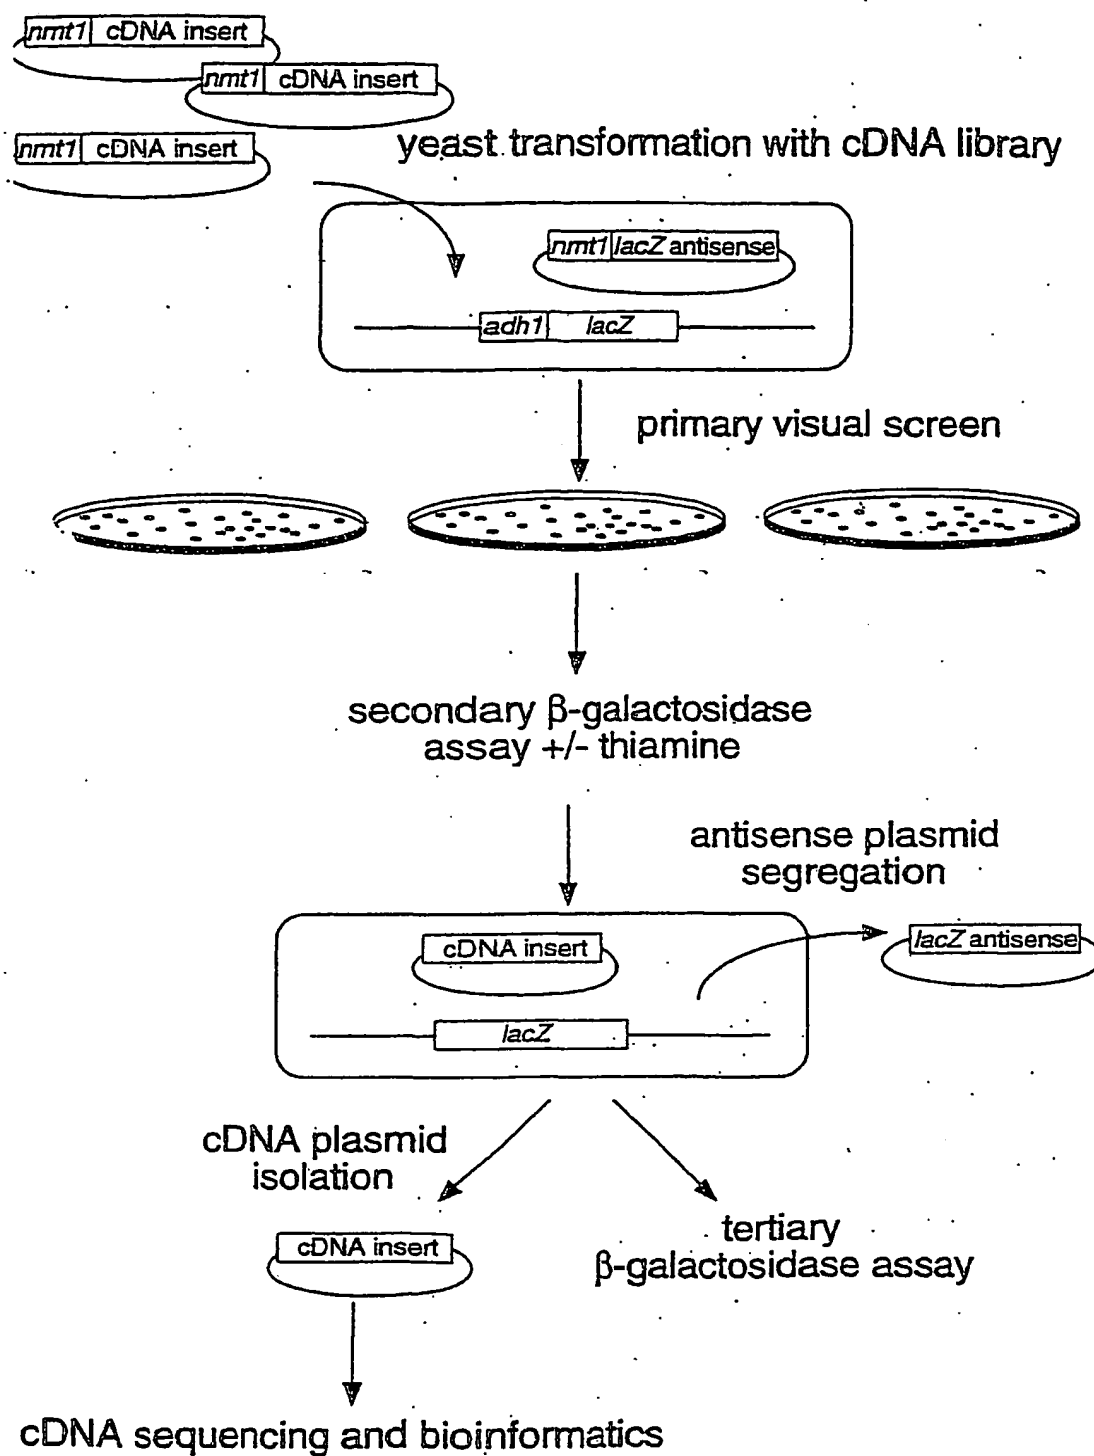 nmt1 cDNA insert
nmt1 cDNA insert
nmt1 cDNA insert
yeast transformation with cDNA library
nmt1 lacZ antisense
adh1 lacZ
primary visual screen
secondary β-galactosidase
assay +/- thiamine
antisense plasmid
segregation
cDNA insert
lacZ antisense
lacZ
cDNA plasmid
isolation
cDNA insert
tertiary
β-galactosidase assay
cDNA sequencing and bioinformatics